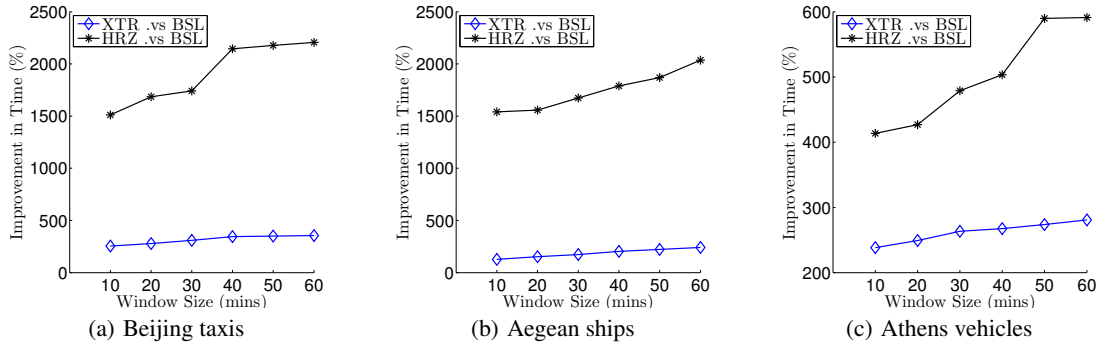 XTR .vs BSL
HRZ .vs BSL
Improvement in Time (%)
2500
2000
1500
1000
500
0
10 20 30 40 50 60
Window Size (mins)
(a) Beijing taxis
XTR .vs BSL
HRZ .vs BSL
Improvement in Time (%)
2500
2000
1500
1000
500
0
10 20 30 40 50 60
Window Size (mins)
(b) Aegean ships
XTR .vs BSL
HRZ .vs BSL
Improvement in Time (%)
600
500
400
300
200
10 20 30 40 50 60
Window Size (mins)
(c) Athens vehicles